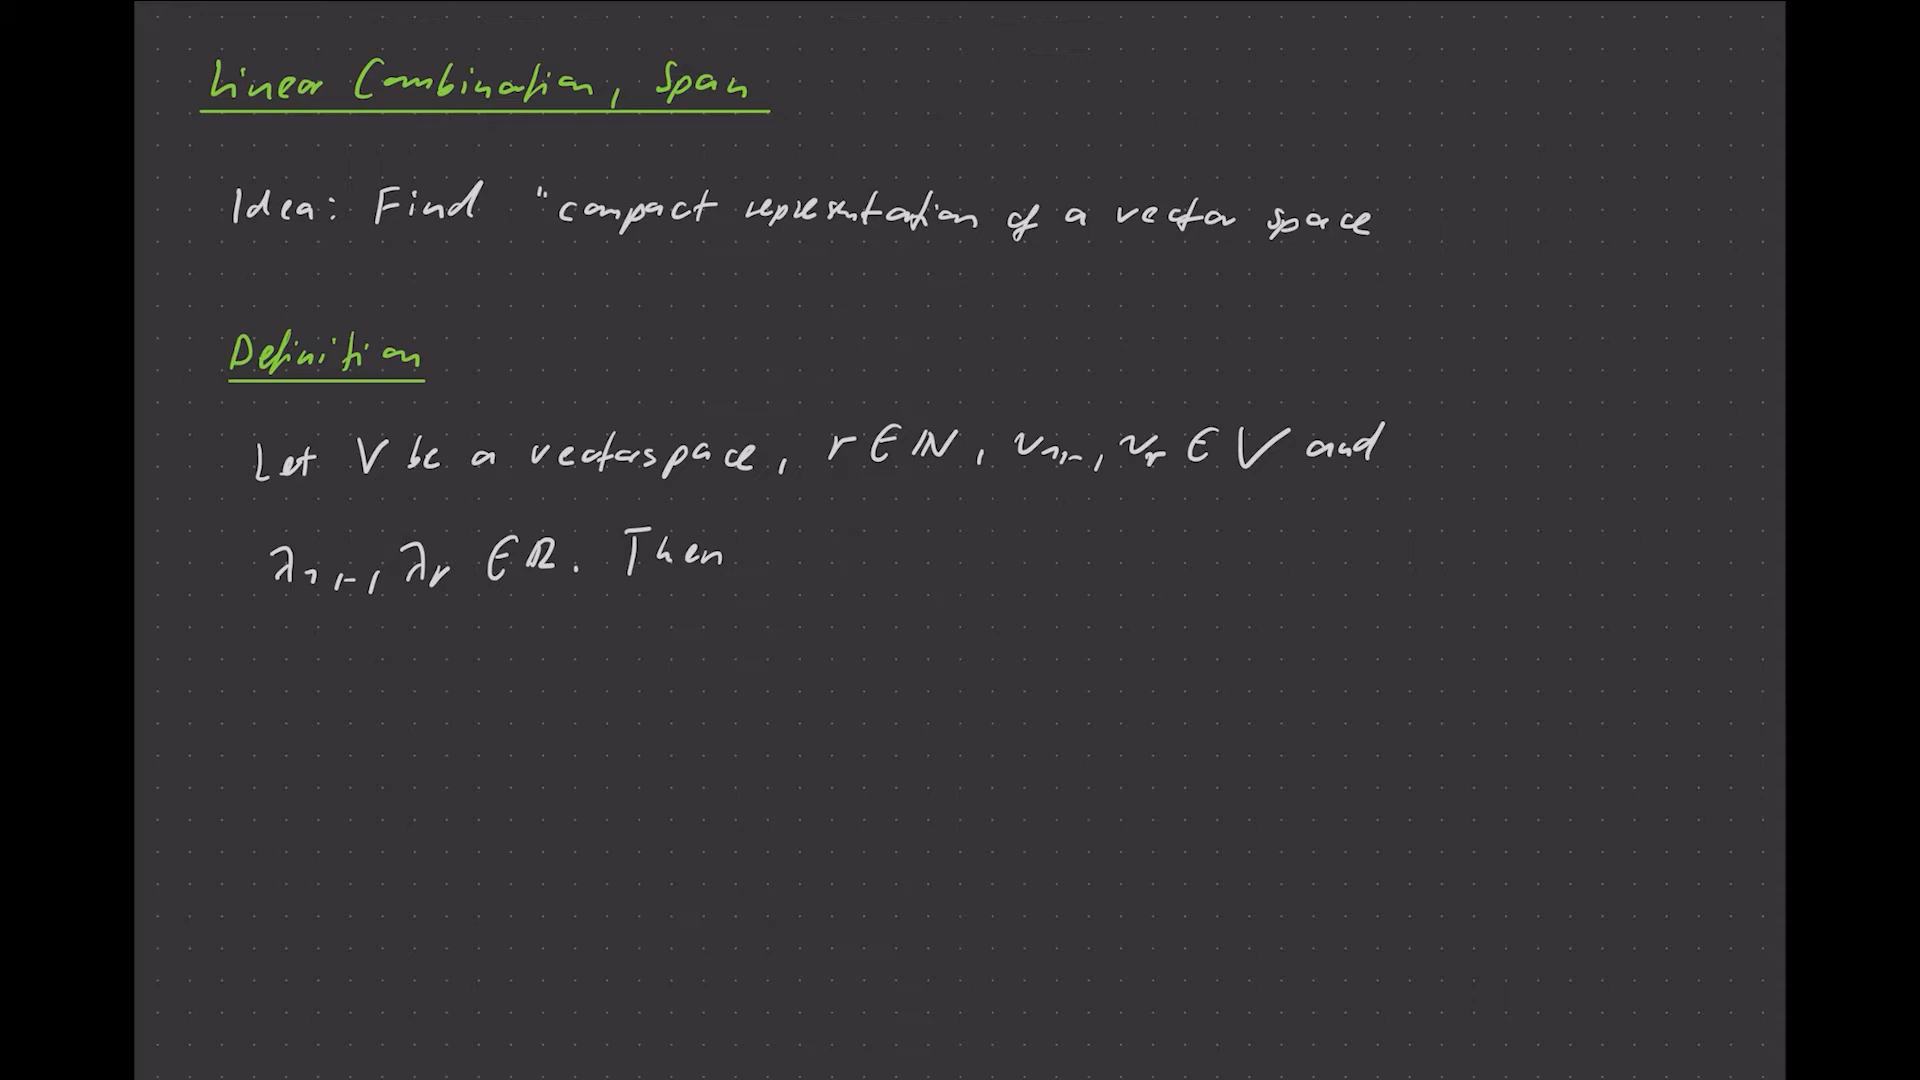 Linear Combination, Span
Idea: Find "compact representation of a vector space
Definition
Let V be a vectorspace, r ∈ ℕ, v₁,..,vᵣ ∈ V and
λ₁,..,λᵣ ∈ ℝ. Then